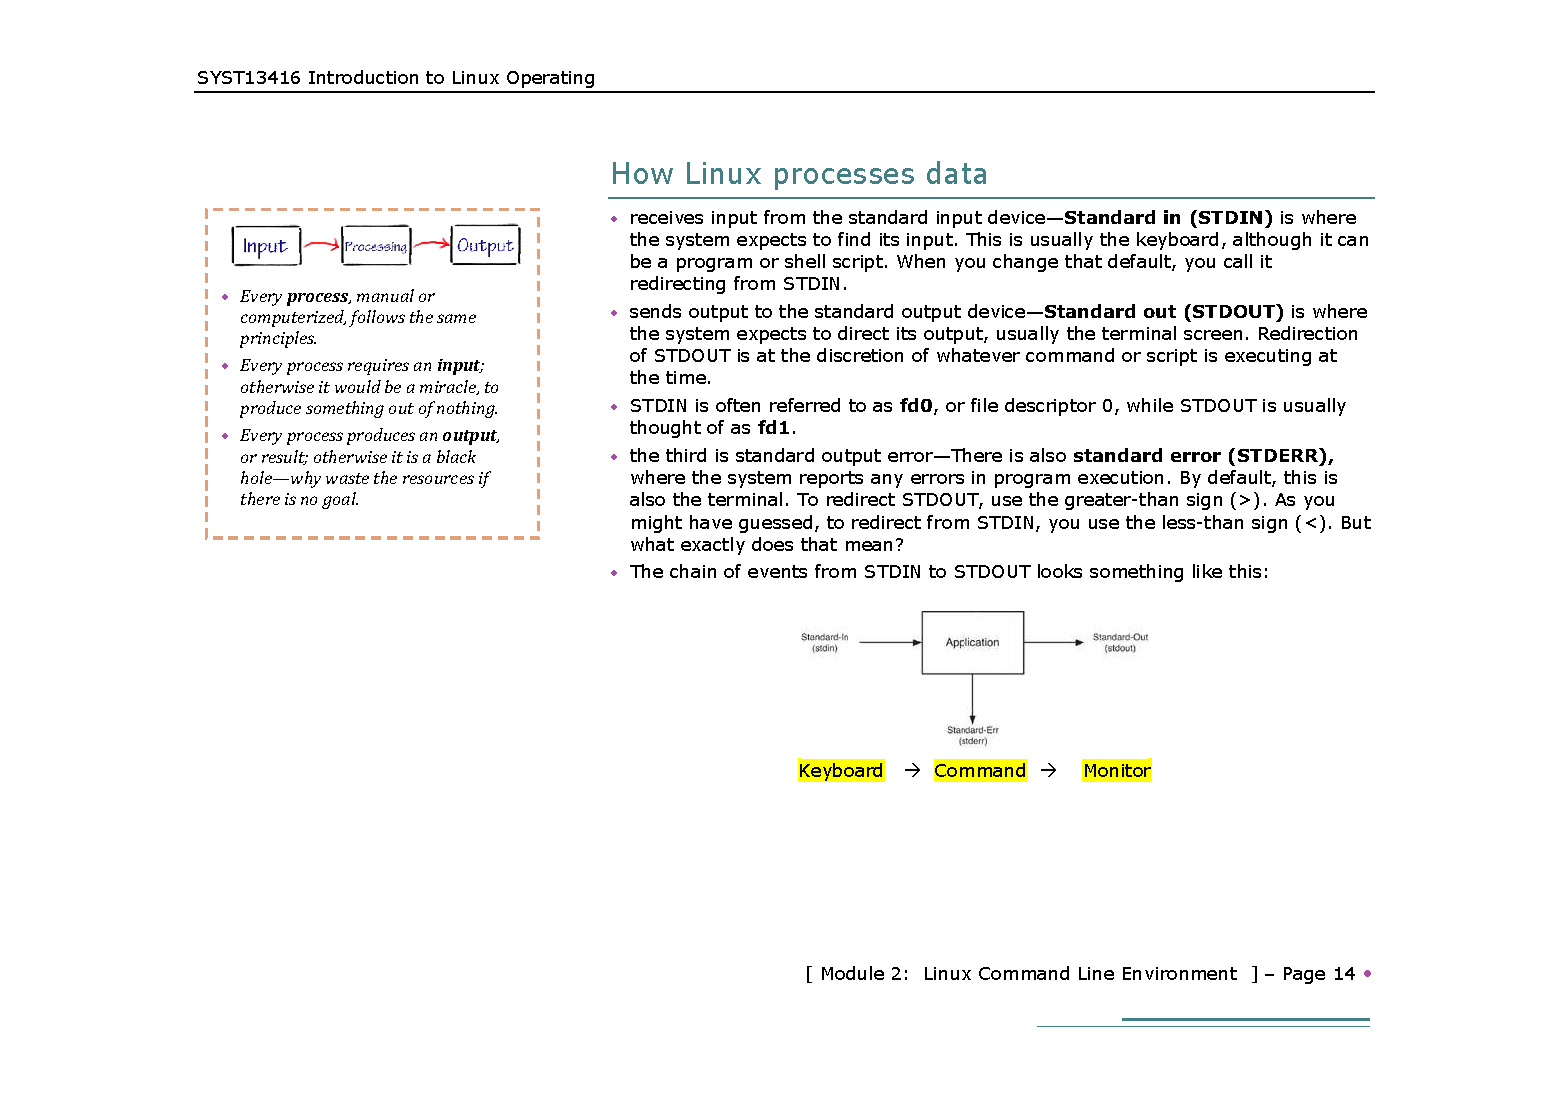 SYST13416 Introduction to Linux Operating
How Linux processes data
Input
Processing
Output
• Every process, manual or
computerized, follows the same
principles.
• Every process requires an input;
otherwise it would be a miracle, to
produce something out of nothing.
• Every process produces an output,
or result; otherwise it is a black
hole—why waste the resources if
there is no goal.
• receives input from the standard input device—Standard in (STDIN) is where
the system expects to find its input. This is usually the keyboard, although it can
be a program or shell script. When you change that default, you call it
redirecting from STDIN.
• sends output to the standard output device—Standard out (STDOUT) is where
the system expects to direct its output, usually the terminal screen. Redirection
of STDOUT is at the discretion of whatever command or script is executing at
the time.
• STDIN is often referred to as fd0, or file descriptor 0, while STDOUT is usually
thought of as fd1.
• the third is standard output error—There is also standard error (STDERR),
where the system reports any errors in program execution. By default, this is
also the terminal. To redirect STDOUT, use the greater-than sign (>). As you
might have guessed, to redirect from STDIN, you use the less-than sign (<). But
what exactly does that mean?
• The chain of events from STDIN to STDOUT looks something like this:
Standard-In
(stdin)
Application
Standard-Out
(stdout)
Standard-Err
(stderr)
Keyboard → Command → Monitor
[ Module 2: Linux Command Line Environment ] – Page 14 •